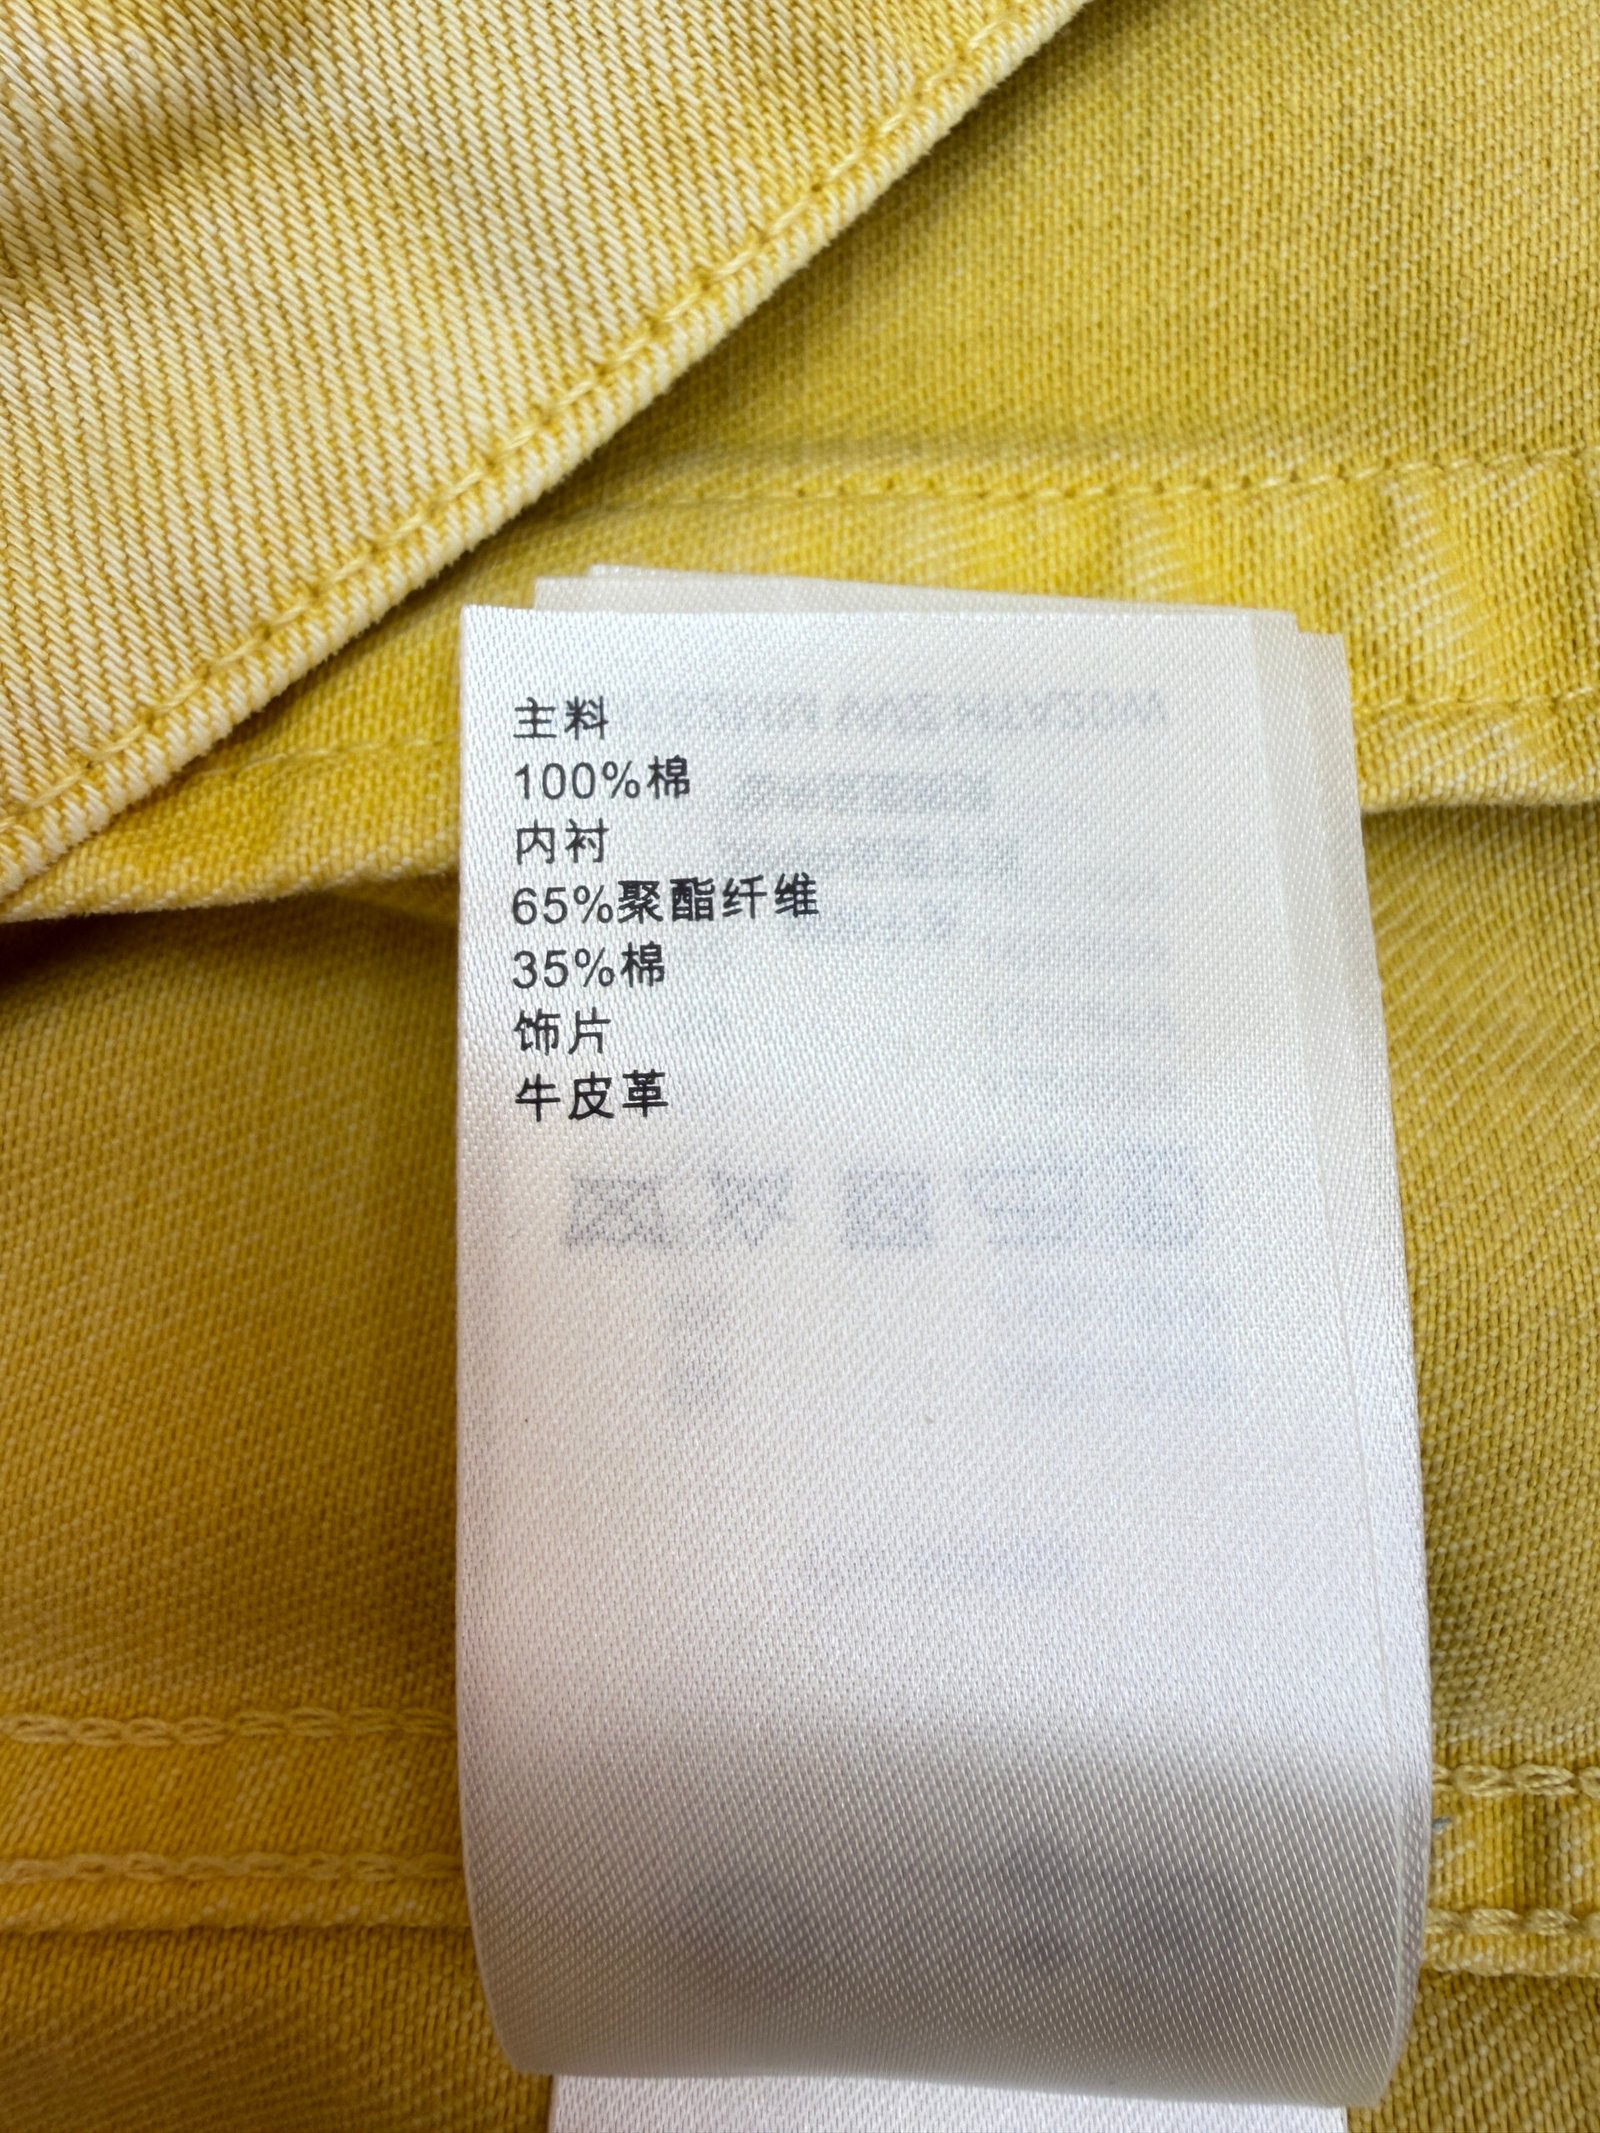 主料
100%棉
内衬
65%聚酯纤维
35%棉
饰片
牛皮革